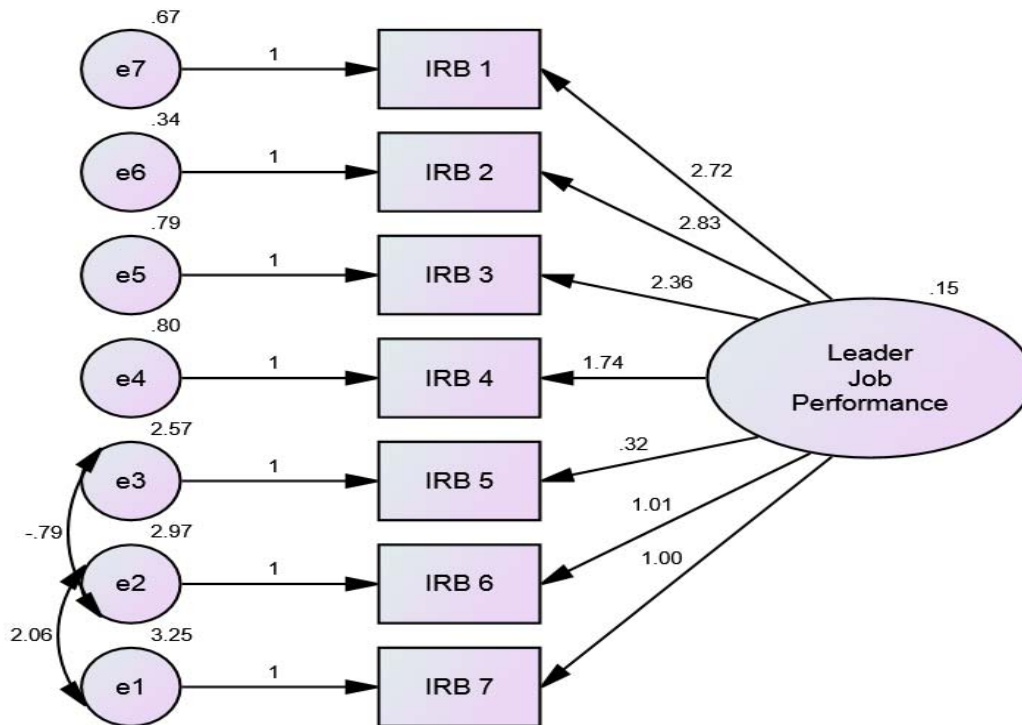 .67
e7
1
IRB 1
2.72
.34
e6
1
IRB 2
2.83
.79
e5
1
IRB 3
2.36
.15
.80
e4
1
IRB 4
1.74
Leader
Job
Performance
2.57
e3
1
IRB 5
.32
-.79
2.97
e2
1
IRB 6
1.01
2.06
3.25
e1
1
IRB 7
1.00